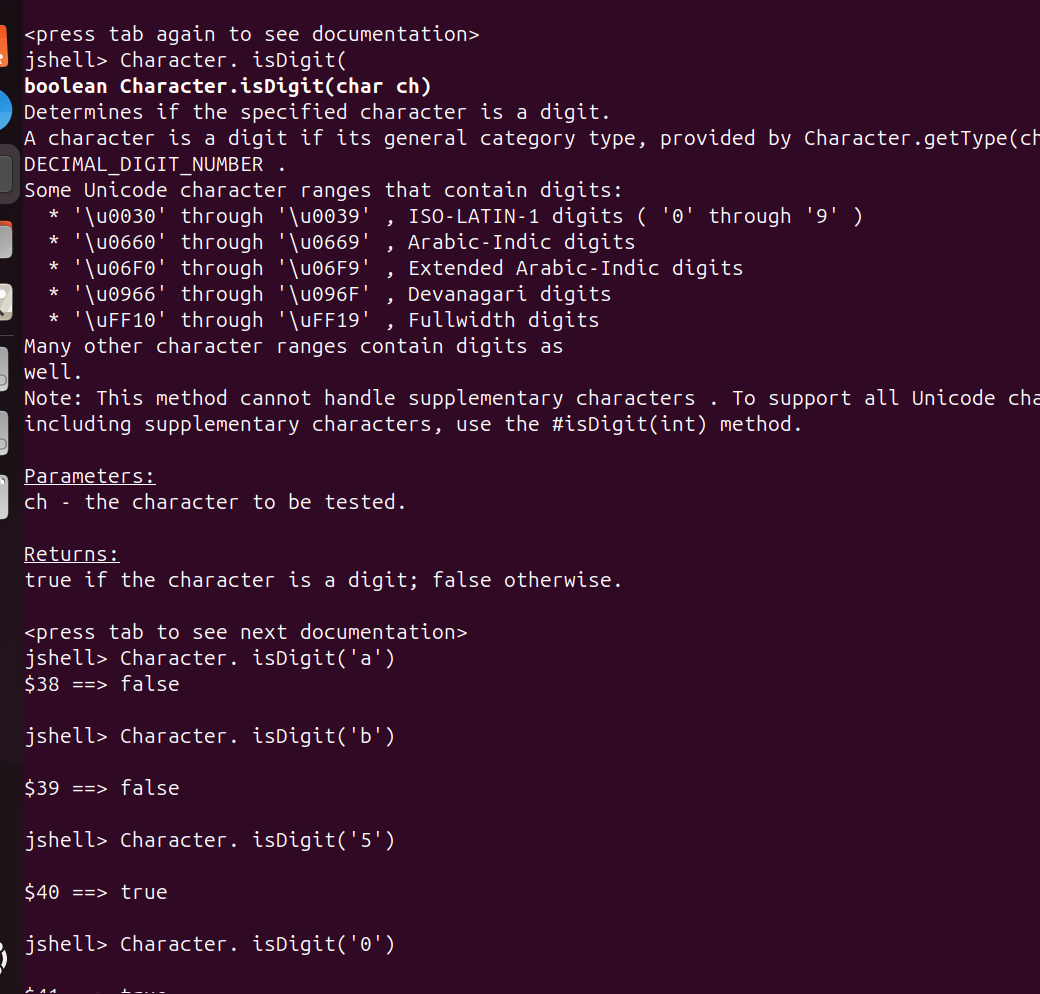 <press tab again to see documentation>
jshell> Character. isDigit(
boolean Character.isDigit(char ch)
Determines if the specified character is a digit.
A character is a digit if its general category type, provided by Character.getType(ch
DECIMAL_DIGIT_NUMBER .
Some Unicode character ranges that contain digits:
  * '\u0030' through '\u0039' , ISO-LATIN-1 digits ( '0' through '9' )
  * '\u0660' through '\u0669' , Arabic-Indic digits
  * '\u06F0' through '\u06F9' , Extended Arabic-Indic digits
  * '\u0966' through '\u096F' , Devanagari digits
  * '\uFF10' through '\uFF19' , Fullwidth digits
Many other character ranges contain digits as
well.
Note: This method cannot handle supplementary characters . To support all Unicode cha
including supplementary characters, use the #isDigit(int) method.
Parameters:
ch - the character to be tested.
Returns:
true if the character is a digit; false otherwise.
<press tab to see next documentation>
jshell> Character. isDigit('a')
$38 ==> false
jshell> Character. isDigit('b')
$39 ==> false
jshell> Character. isDigit('5')
$40 ==> true
jshell> Character. isDigit('0')